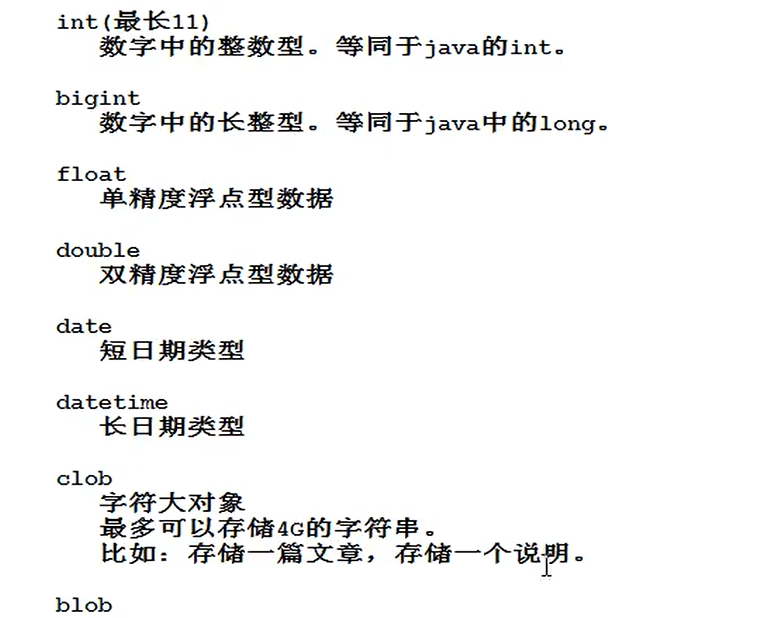 int(最长11)
数字中的整数型。等同于java的int。
bigint
数字中的长整型。等同于java中的long。
float
单精度浮点型数据
double
双精度浮点型数据
date
短日期类型
datetime
长日期类型
clob
字符大对象
最多可以存储4G的字符串。
比如：存储一篇文章，存储一个说明。
blob